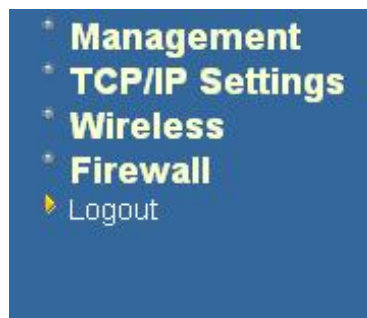 Management
TCP/IP Settings
Wireless
Firewall
Logout